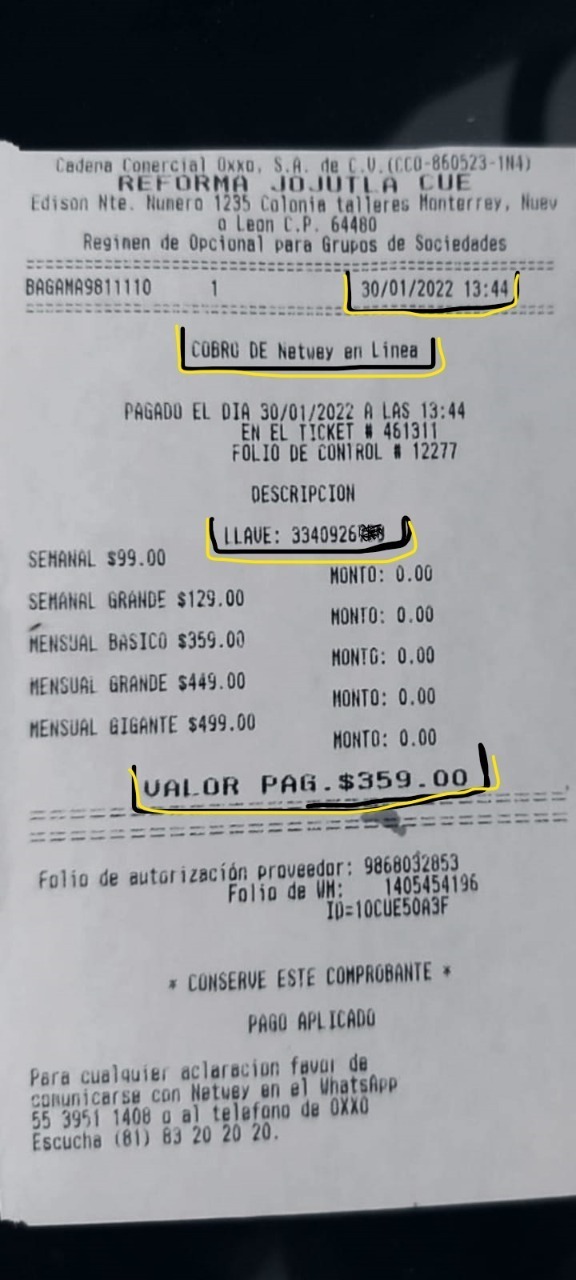 Cadena Comercial Oxxo, S.A. de C.V.(CCO-860523-1N4)
REFORMA JOJUTLA CUE
Edison Nte. Numero 1235 Colonia talleres Monterrey, Nuev
o Leon C.P. 64480
Regimen de Opcional para Grupos de Sociedades
BAGAMA9811110 1 30/01/2022 13:44
COBRO DE Netwey en Linea
PAGADO EL DIA 30/01/2022 A LAS 13:44
EN EL TICKET # 461311
FOLIO DE CONTROL # 12277
DESCRIPCION
LLAVE: 3340926
SEMANAL $99.00
MONTO: 0.00
SEMANAL GRANDE $129.00
MONTO: 0.00
MENSUAL BASICO $359.00
MONTO: 0.00
MENSUAL GRANDE $449.00
MONTO: 0.00
MENSUAL GIGANTE $499.00
MONTO: 0.00
VALOR PAG.$359.00
Folio de autorización proveedor: 9868032853
Folio de WM: 1405454196
ID=10CUE50A3F
* CONSERVE ESTE COMPROBANTE *
PAGO APLICADO
Para cualquier aclaracion favor de
comunicarse con Netwey en el WhatsApp
55 3951 1408 o al telefono de OXXO
Escucha (81) 83 20 20 20.